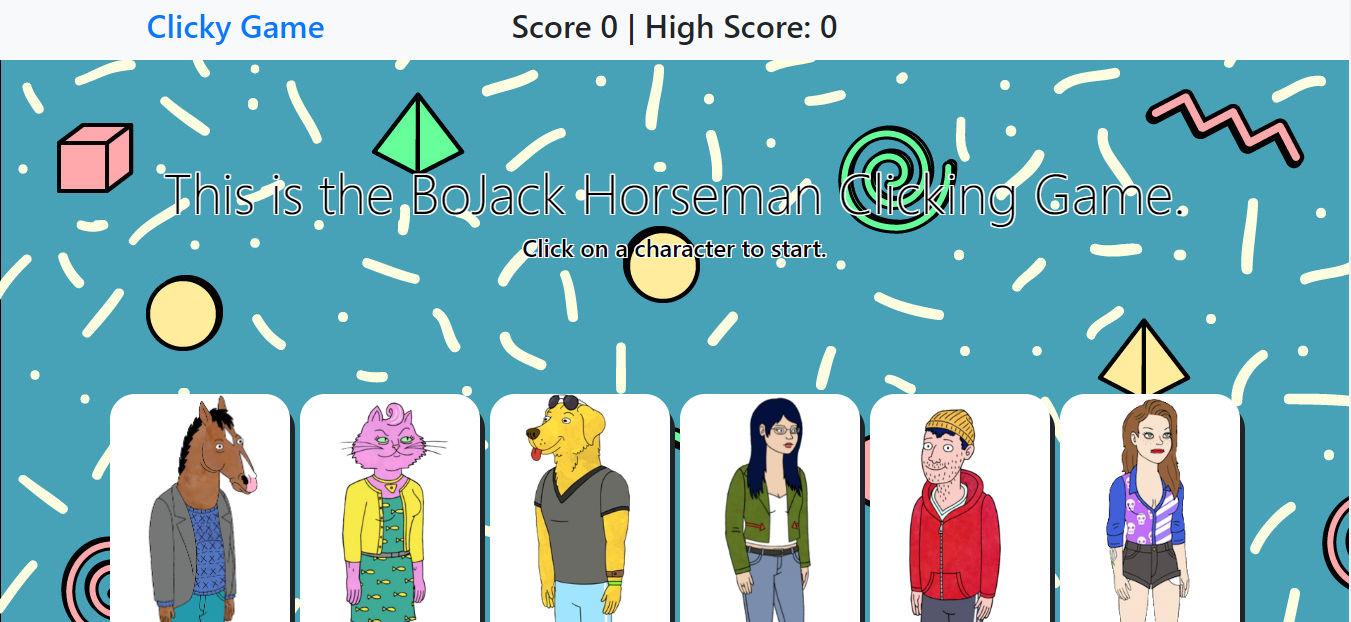 Clicky Game
Score 0 | High Score: 0
This is the BoJack Horseman Clicking Game.
Click on a character to start.